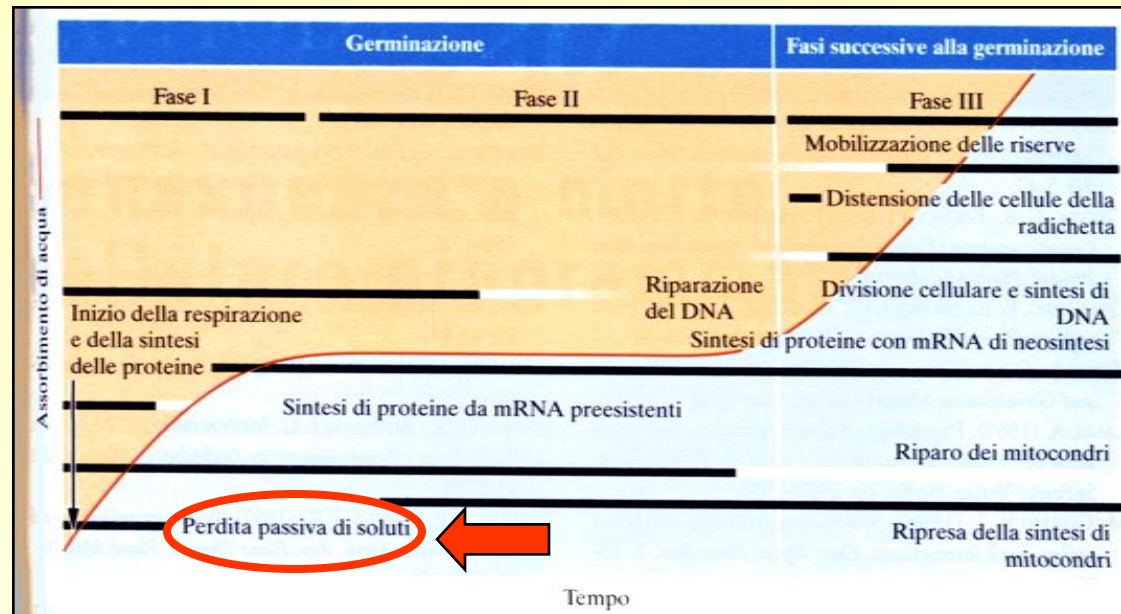 Germinazione
Fasi successive alla germinazione
Fase I
Fase II
Fase III
Mobilizzazione delle riserve
Distensione delle cellule della
radichetta
Riparazione
del DNA
Divisione cellulare e sintesi di
DNA
Inizio della respirazione
e della sintesi
delle proteine
Sintesi di proteine con mRNA di neosintesi
Sintesi di proteine da mRNA preesistenti
Riparo dei mitocondri
Perdita passiva di soluti
Ripresa della sintesi di
mitocondri
Assorbimento di acqua
Tempo